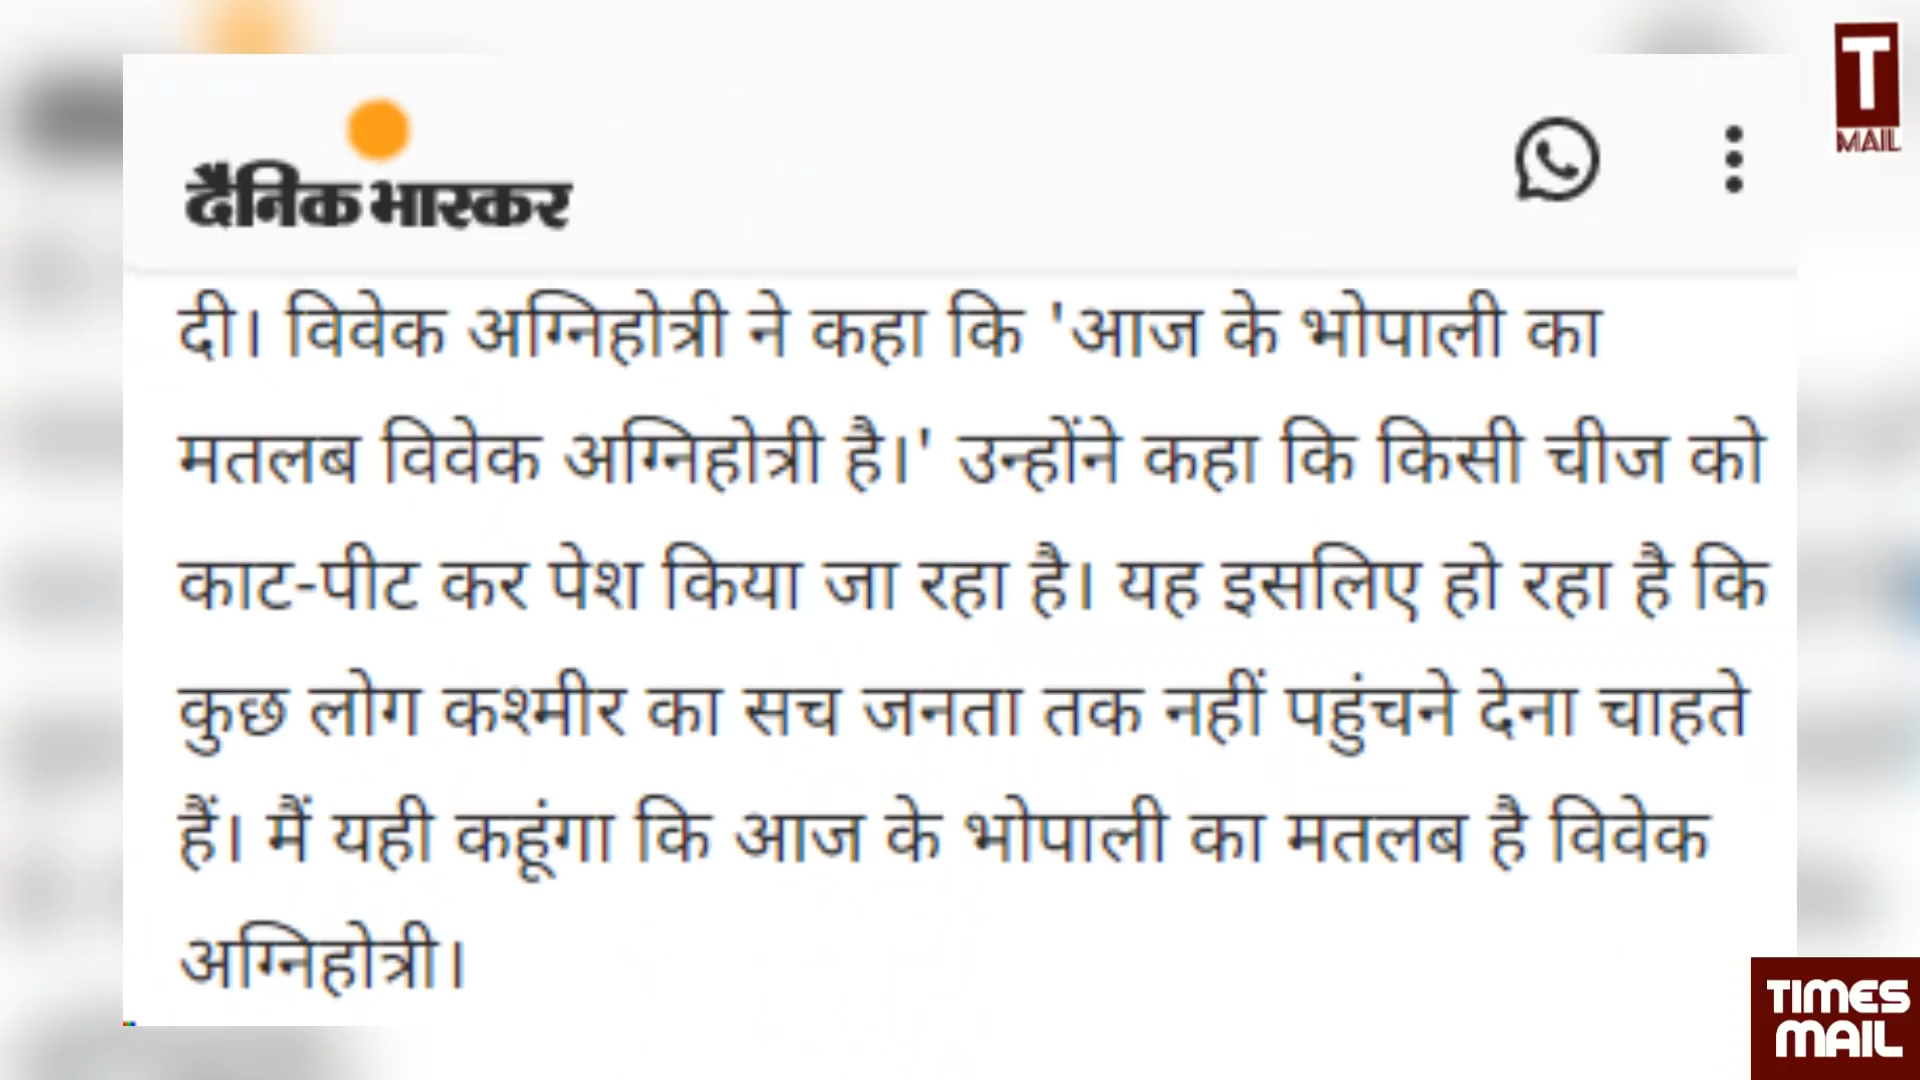 T
MAIL
दैनिक भास्कर
दी। विवेक अग्निहोत्री ने कहा कि 'आज के भोपाली का
मतलब विवेक अग्निहोत्री है।' उन्होंने कहा कि किसी चीज को
काट-पीट कर पेश किया जा रहा है। यह इसलिए हो रहा है कि
कुछ लोग कश्मीर का सच जनता तक नहीं पहुंचने देना चाहते
हैं। मैं यही कहूंगा कि आज के भोपाली का मतलब है विवेक
अग्निहोत्री।
TIMES
MAIL